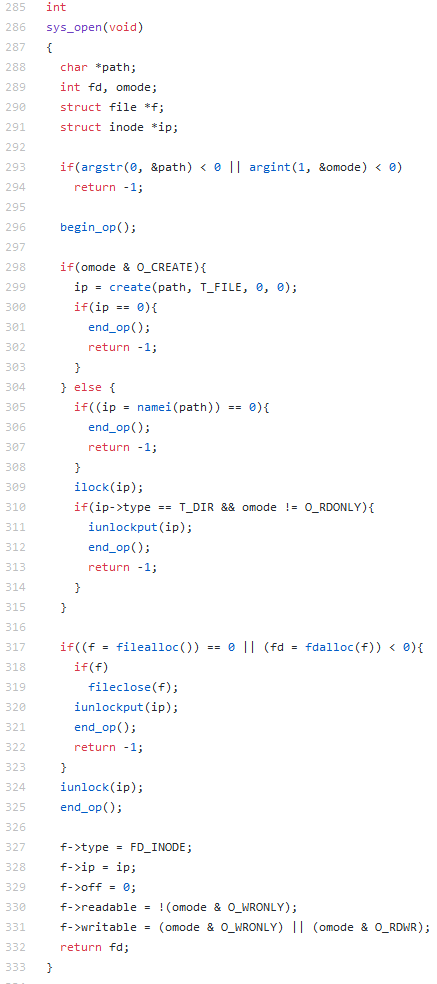 285 int
286 sys_open(void)
287 {
288   char *path;
289   int fd, omode;
290   struct file *f;
291   struct inode *ip;
292
293   if(argstr(0, &path) < 0 || argint(1, &omode) < 0)
294     return -1;
295
296   begin_op();
297
298   if(omode & O_CREATE){
299     ip = create(path, T_FILE, 0, 0);
300     if(ip == 0){
301       end_op();
302       return -1;
303     }
304   } else {
305     if((ip = namei(path)) == 0){
306       end_op();
307       return -1;
308     }
309     ilock(ip);
310     if(ip->type == T_DIR && omode != O_RDONLY){
311       iunlockput(ip);
312       end_op();
313       return -1;
314     }
315   }
316
317   if((f = filealloc()) == 0 || (fd = fdalloc(f)) < 0){
318     if(f)
319       fileclose(f);
320     iunlockput(ip);
321     end_op();
322     return -1;
323   }
324   iunlock(ip);
325   end_op();
326
327   f->type = FD_INODE;
328   f->ip = ip;
329   f->off = 0;
330   f->readable = !(omode & O_WRONLY);
331   f->writable = (omode & O_WRONLY) || (omode & O_RDWR);
332   return fd;
333 }